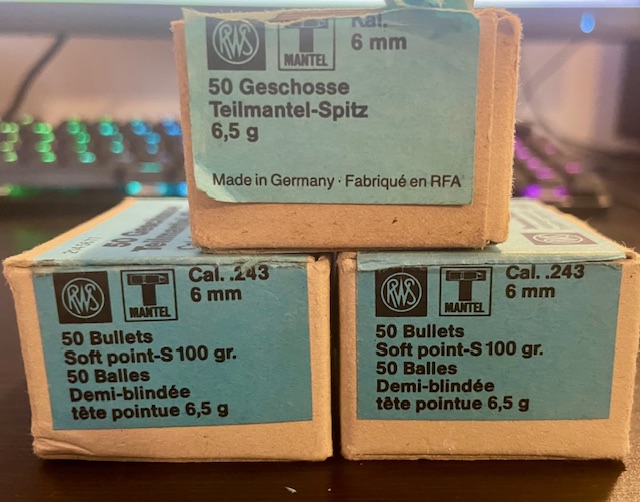 RWS
MANTEL
Kal.
6 mm
50 Geschosse
Teilmantel-Spitz
6,5 g
Made in Germany · Fabriqué en RFA
50 Geschosse
RWS
MANTEL
Cal. .243
6 mm
50 Bullets
Soft point-S 100 gr.
50 Balles
Demi-blindée
tête pointue 6,5 g
RWS
MANTEL
Cal. .243
6 mm
50 Bullets
Soft point-S 100 gr.
50 Balles
Demi-blindée
tête pointue 6,5 g